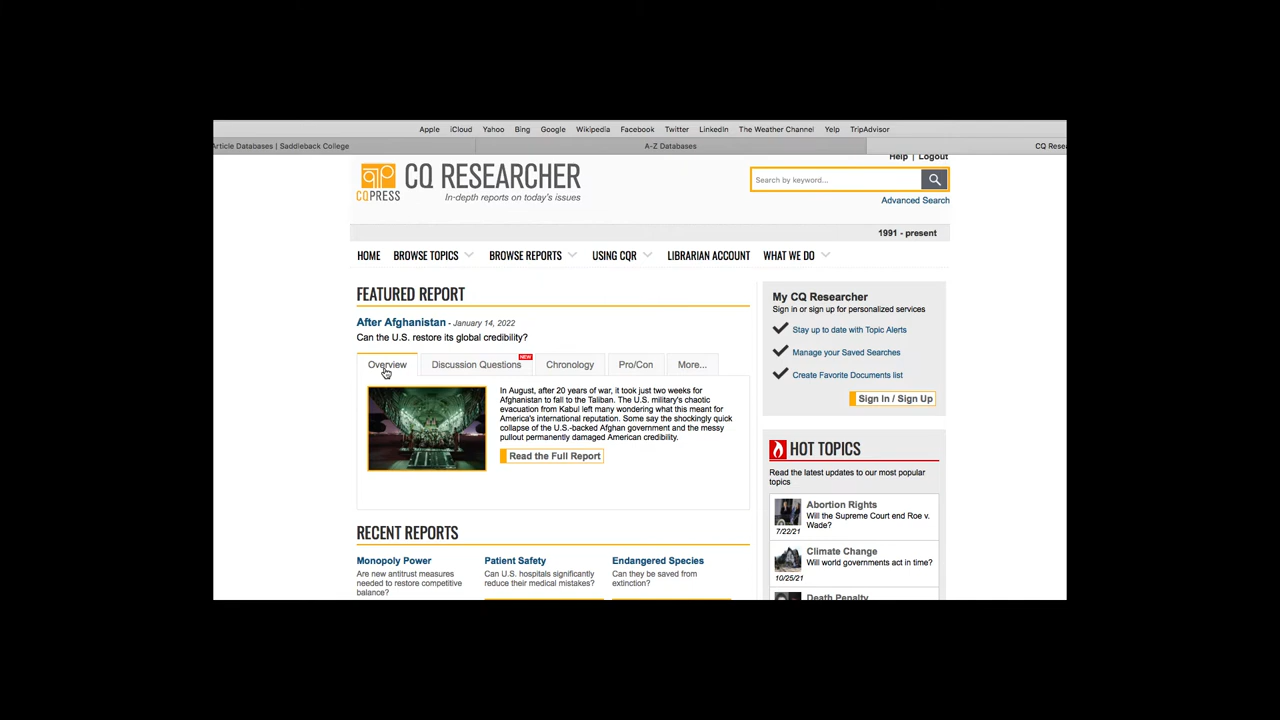 Apple iCloud Yahoo Bing Google Wikipedia Facebook Twitter LinkedIn The Weather Channel Yelp TripAdvisor
Article Databases | Saddleback College A-Z Databases CQ Resea
Help | Logout
CQPRESS
CQ RESEARCHER
In-depth reports on today's issues
Search by keyword...
Advanced Search
1991 - present
HOME BROWSE TOPICS BROWSE REPORTS USING CQR LIBRARIAN ACCOUNT WHAT WE DO
FEATURED REPORT
After Afghanistan - January 14, 2022
Can the U.S. restore its global credibility?
Overview Discussion Questions NEW Chronology Pro/Con More...
In August, after 20 years of war, it took just two weeks for
Afghanistan to fall to the Taliban. The U.S. military's chaotic
evacuation from Kabul left many wondering what this meant for
America's international reputation. Some say the shockingly quick
collapse of the U.S.-backed Afghan government and the messy
pullout permanently damaged American credibility.
Read the Full Report
RECENT REPORTS
Monopoly Power
Are new antitrust measures
needed to restore competitive
balance?
Patient Safety
Can U.S. hospitals significantly
reduce their medical mistakes?
Endangered Species
Can they be saved from
extinction?
My CQ Researcher
Sign in or sign up for personalized services
Stay up to date with Topic Alerts
Manage your Saved Searches
Create Favorite Documents list
Sign In / Sign Up
HOT TOPICS
Read the latest updates to our most popular
topics
Abortion Rights
Will the Supreme Court end Roe v.
Wade?
7/22/21
Climate Change
Will world governments act in time?
10/25/21
Death Penalty